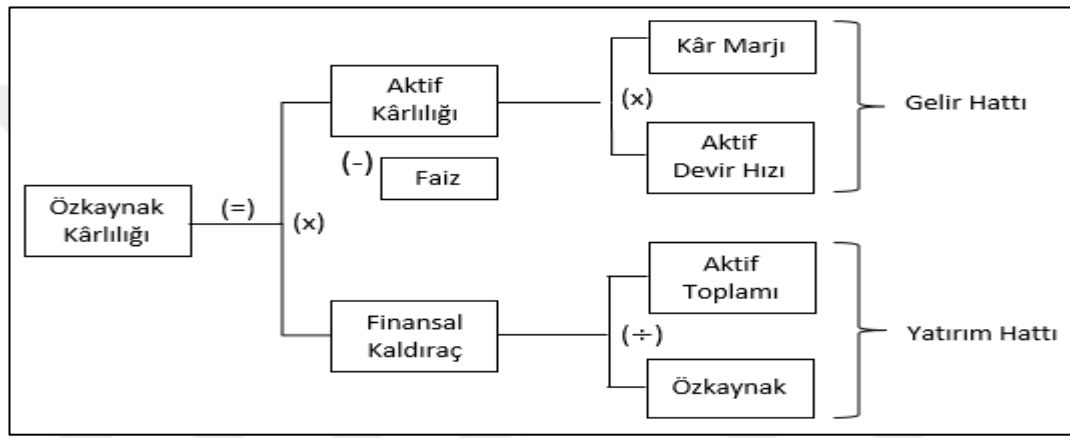 Özkaynak
Kârlılığı
(=)
(x)
Aktif
Kârlılığı
(-)
Faiz
Finansal
Kaldıraç
(x)
Kâr Marjı
Aktif
Devir Hızı
Gelir Hattı
(÷)
Aktif
Toplamı
Özkaynak
Yatırım Hattı